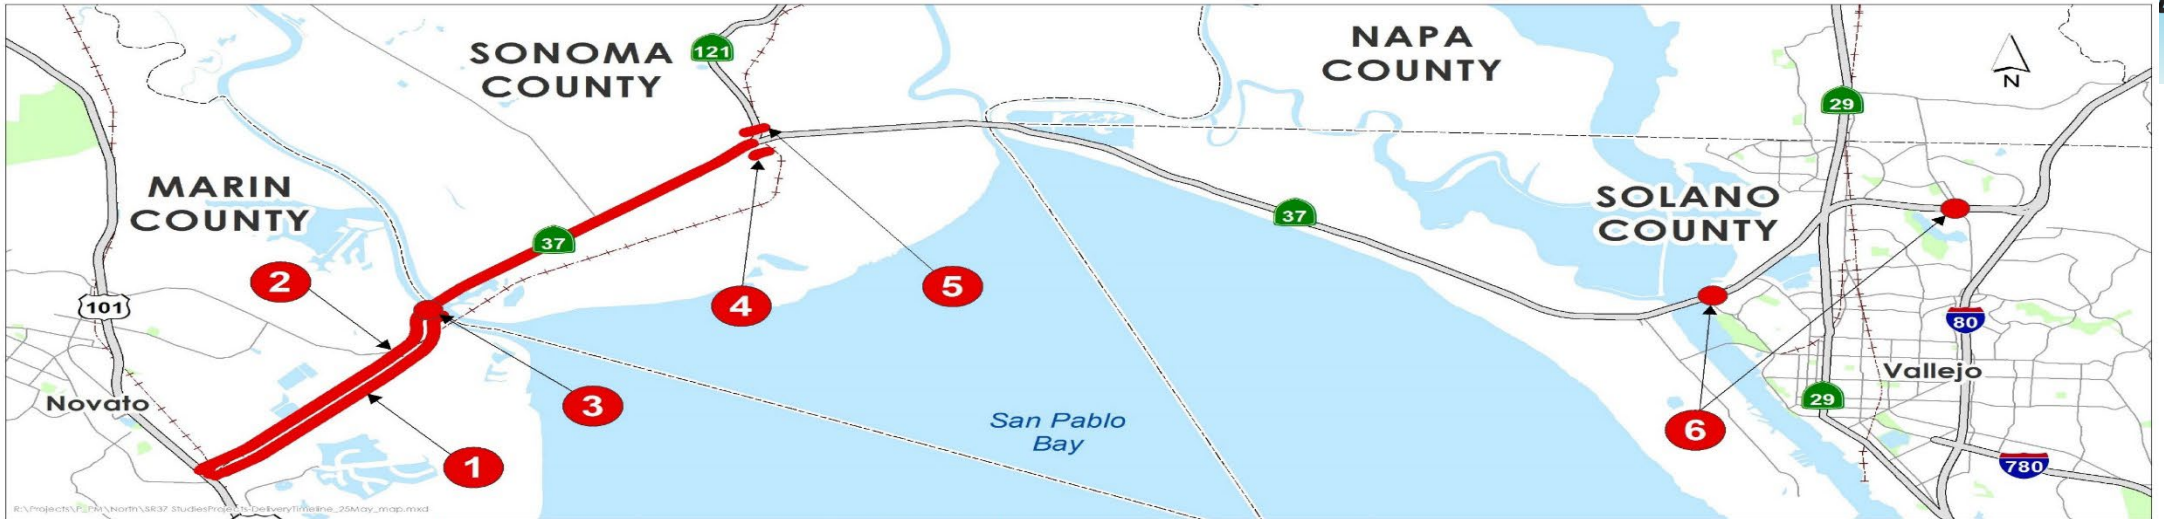 SONOMA
COUNTY
121
NAPA
COUNTY
N
29
MARIN
COUNTY
SOLANO
COUNTY
37
37
2
4
5
101
3
80
Vallejo
Novato
29
San Pablo
Bay
6
1
780